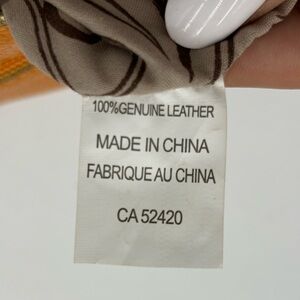 100%GENUINE LEATHER
MADE IN CHINA
FABRIQUE AU CHINA
CA 52420